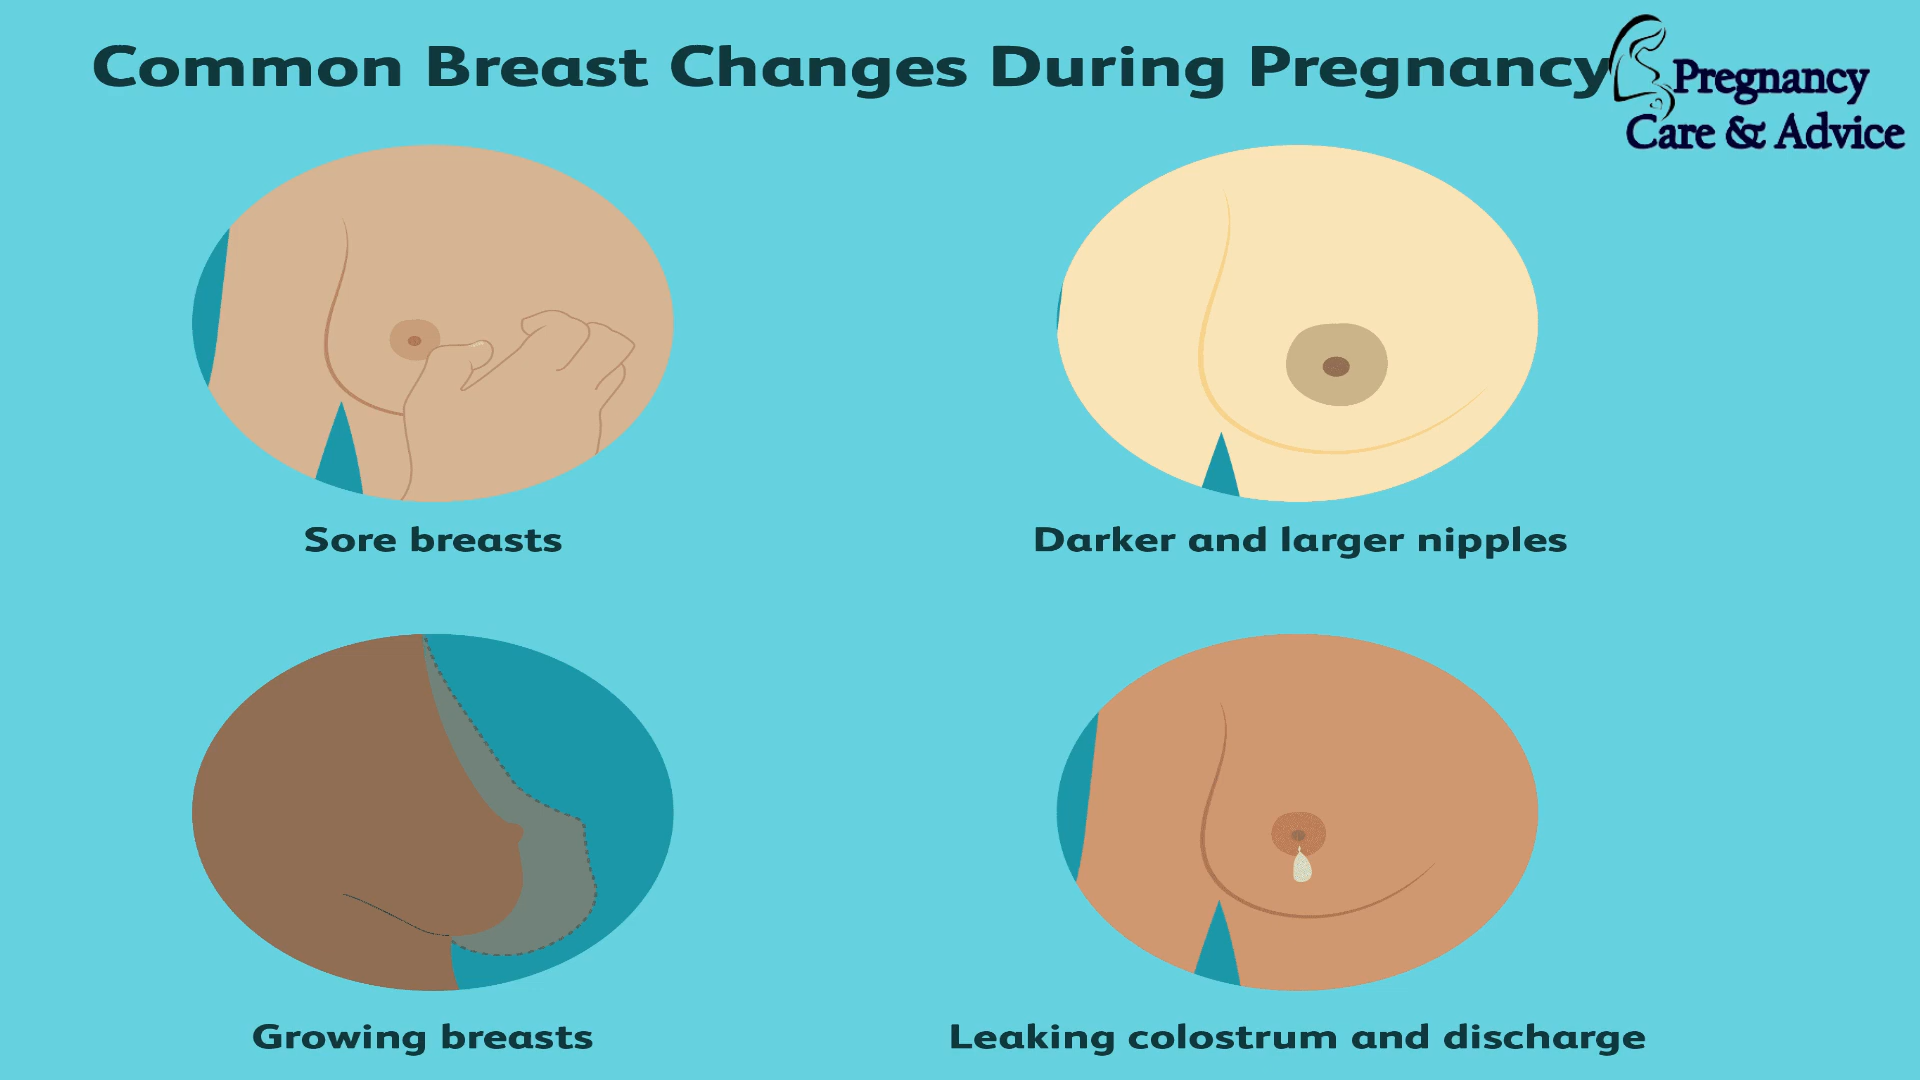 Common Breast Changes During Pregnancy
Pregnancy
Care & Advice
Sore breasts
Darker and larger nipples
Growing breasts
Leaking colostrum and discharge